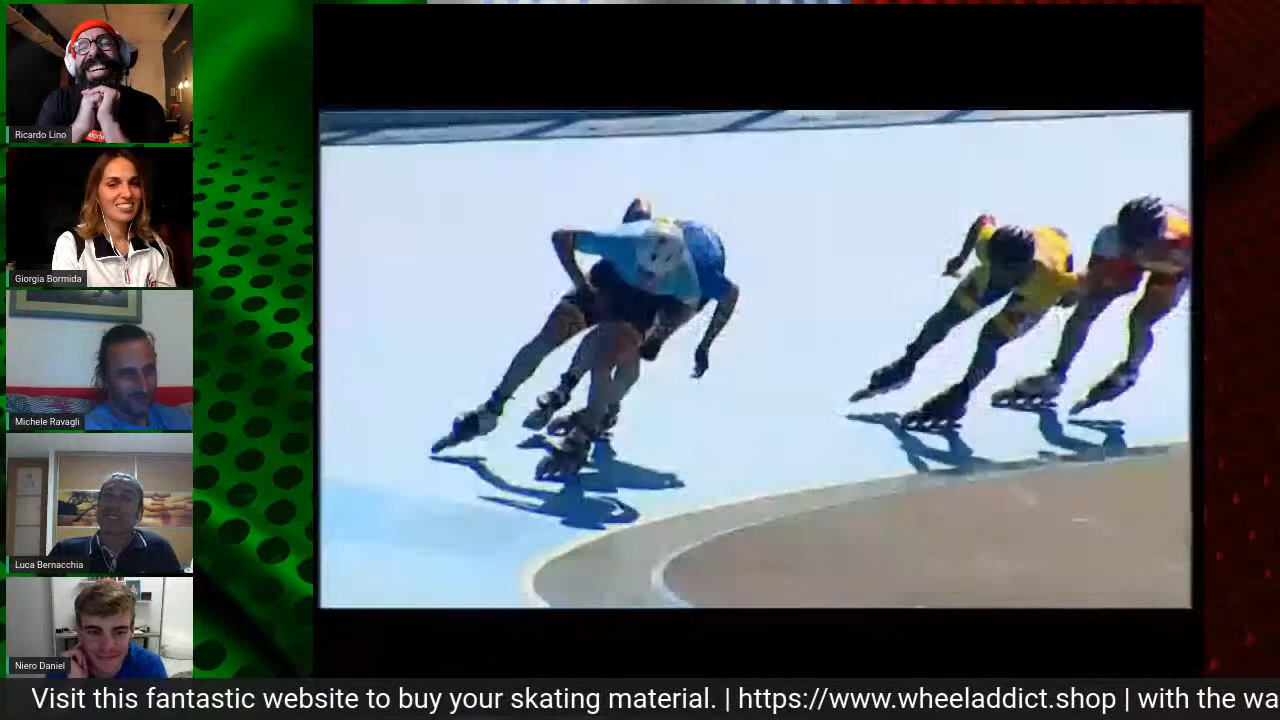 Ricardo Lino
Giorgia Bormida
Michele Ravagli
Luca Bernacchia
Niero Daniel
Visit this fantastic website to buy your skating material. | https://www.wheeladdict.shop | with the wa